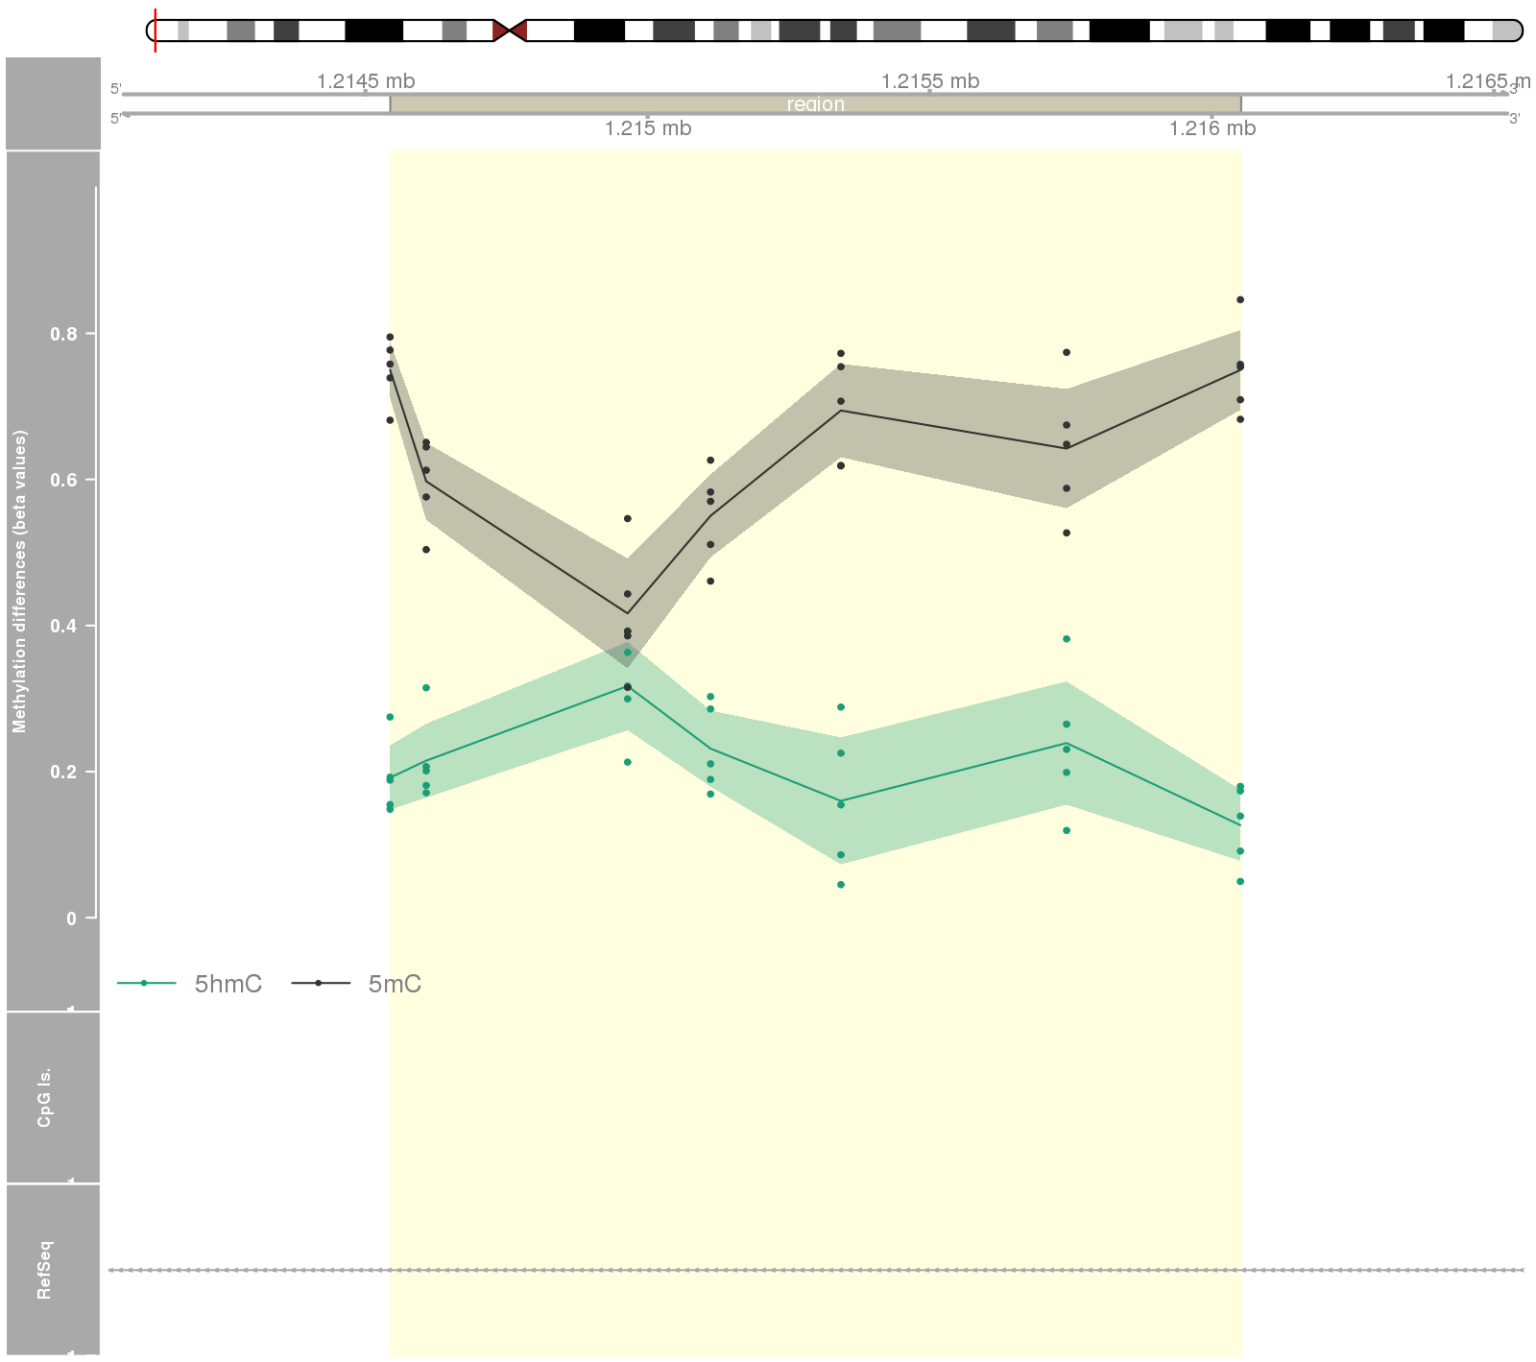 1.2145 mb
1.2155 mb
1.2165 m
5'
3'
region
5'
3'
1.215 mb
1.216 mb
Methylation differences (beta values)
0.8
0.6
0.4
0.2
0
5hmC
5mC
CpG Is.
RefSeq